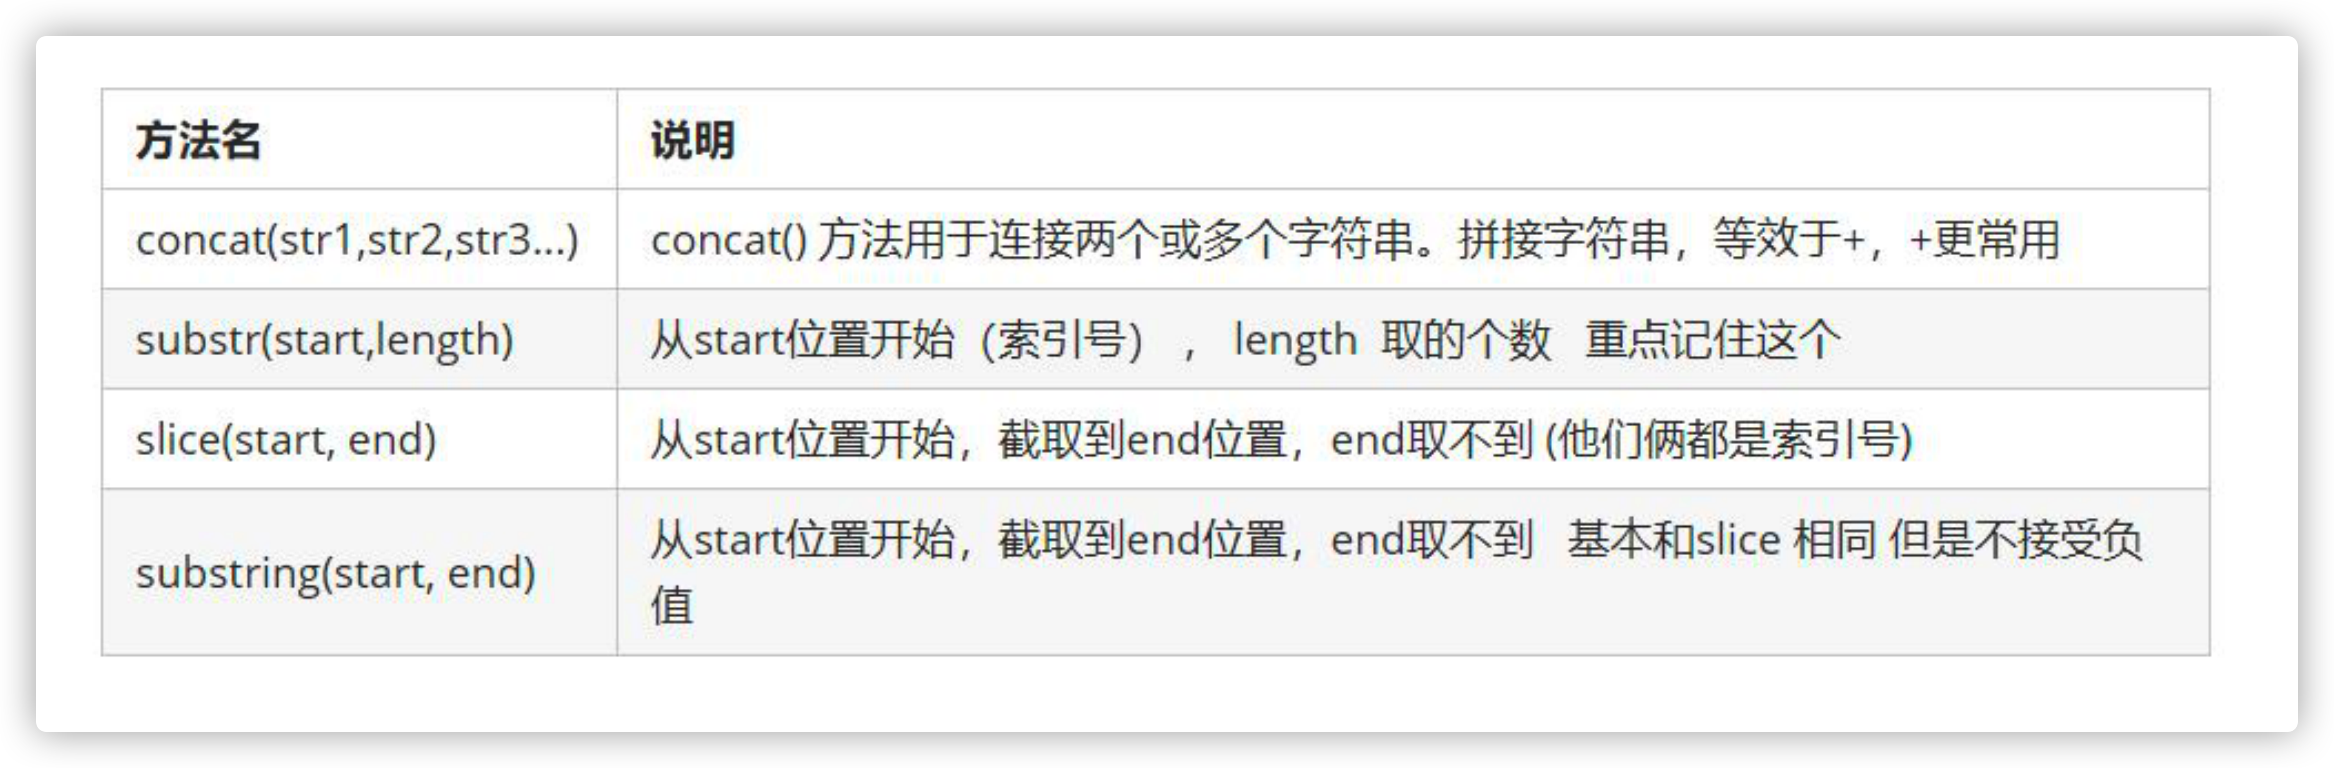 方法名
说明
concat(str1,str2,str3...)
concat() 方法用于连接两个或多个字符串。拼接字符串，等效于+，+更常用
substr(start,length)
从start位置开始（索引号） ， length 取的个数 重点记住这个
slice(start, end)
从start位置开始，截取到end位置，end取不到 (他们俩都是索引号)
substring(start, end)
从start位置开始，截取到end位置，end取不到 基本和slice 相同 但是不接受负
值